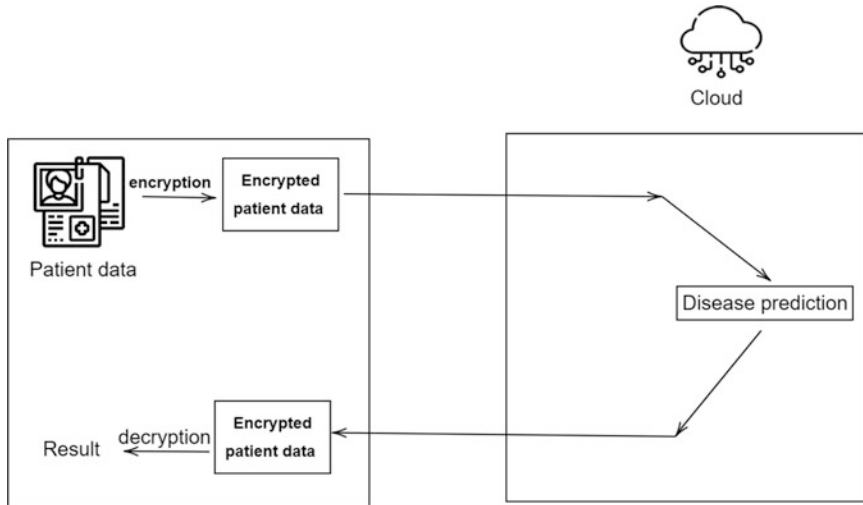 Cloud
encryption
Encrypted
patient data
Patient data
Disease prediction
Encrypted
patient data
decryption
Result